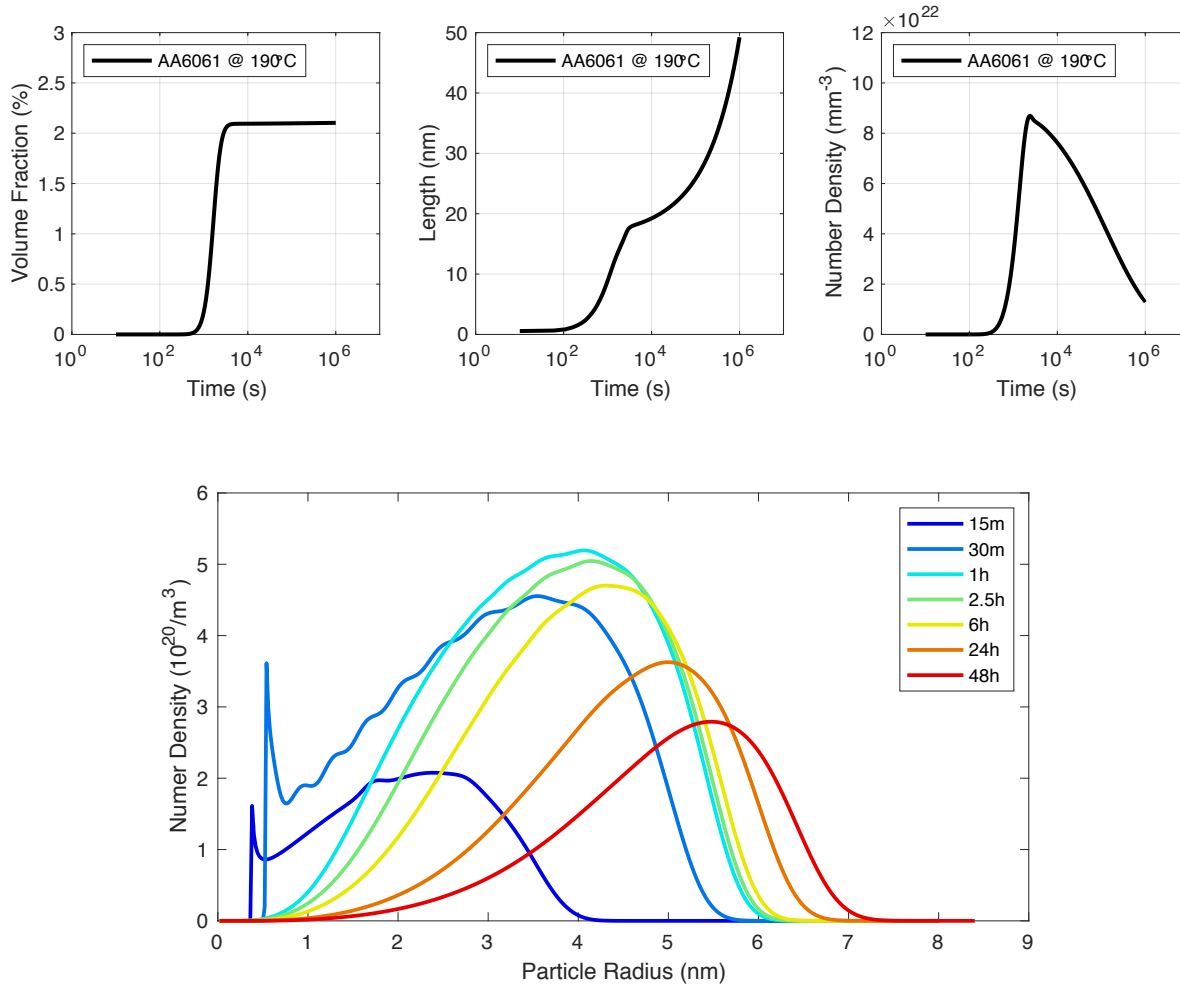 3
2.5
2
1.5
1
0.5
0
Volume Fraction (%)
AA6061 @ 190°C
10^0 10^2 10^4 10^6
Time (s)
50
40
30
20
10
0
Length (nm)
AA6061 @ 190°C
10^0 10^2 10^4 10^6
Time (s)
×10^22
12
10
8
6
4
2
0
Number Density (mm^-3)
AA6061 @ 190°C
10^0 10^2 10^4 10^6
Time (s)
6
5
4
3
2
1
0
Numer Density (10^20/m^3)
15m
30m
1h
2.5h
6h
24h
48h
0 1 2 3 4 5 6 7 8 9
Particle Radius (nm)